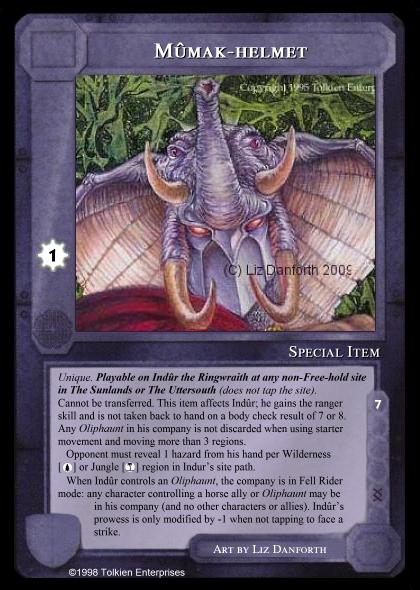 MÛMAK-HELMET
Copyright 1995 Tolkien Enterp
1
(C) Liz Danforth 2009
SPECIAL ITEM
Unique. Playable on Indûr the Ringwraith at any non-Free-hold site
in The Sunlands or The Uttersouth (does not tap the site).
Cannot be transferred. This item affects Indûr; he gains the ranger
skill and is not taken back to hand on a body check result of 7 or 8.
Any Oliphaunt in his company is not discarded when using starter
movement and moving more than 3 regions.
7
Opponent must reveal 1 hazard from his hand per Wilderness
[ ] or Jungle [ ] region in Indur's site path.
When Indûr controls an Oliphaunt, the company is in Fell Rider
mode: any character controlling a horse ally or Oliphaunt may be
in his company (and no other characters or allies). Indûr's
prowess is only modified by -1 when not tapping to face a
strike.
ART BY LIZ DANFORTH
©1998 Tolkien Enterprises